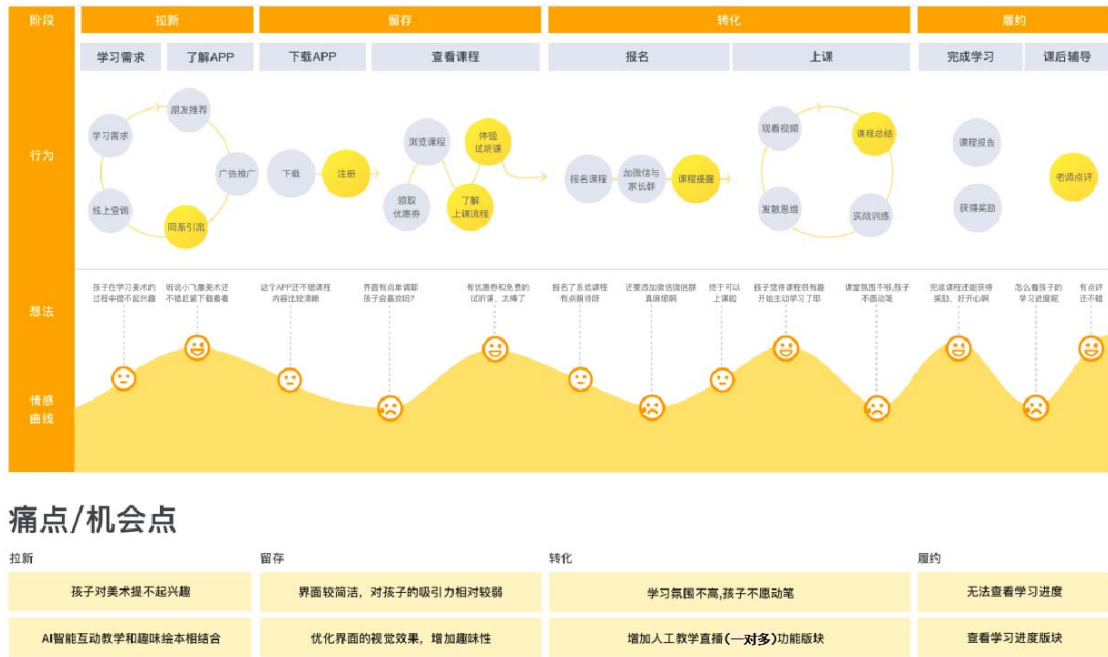 阶段
拉新
留存
转化
履约
学习需求
了解APP
下载APP
查看课程
报名
上课
完成学习
课后辅导
行为
学习需求
朋友推荐
广告推广
同系引流
线上查询
下载
注册
浏览课程
领取
优惠券
体验
试听课
了解
上课流程
报名课程
加微信与
家长群
课程提醒
观看视频
课程总结
实战训练
发散思维
课程报告
获得奖励
老师点评
想法
孩子在学习美术的
过程中提不起兴趣
听说小飞象美术还
不错赶紧下载看看
这个APP还不错课程
内容比较清晰
界面有点单调耶
孩子会喜欢吗?
有优惠券和免费的
试听课，太棒了
报名了系统课程
有点期待呀
还要添加微信微信群
真麻烦啊
终于可以
上课啦
孩子觉得课程很有趣
开始主动学习了耶
课堂氛围不够,孩子
不愿动笔
完成课程还能获得
奖励，好开心啊
怎么看孩子的
学习进度呢
有点评
还不错
情感
曲线
痛点/机会点
拉新
留存
转化
履约
孩子对美术提不起兴趣
界面较简洁，对孩子的吸引力相对较弱
学习氛围不高,孩子不愿动笔
无法查看学习进度
AI智能互动教学和趣味绘本相结合
优化界面的视觉效果，增加趣味性
增加人工教学直播(一对多)功能版块
查看学习进度版块